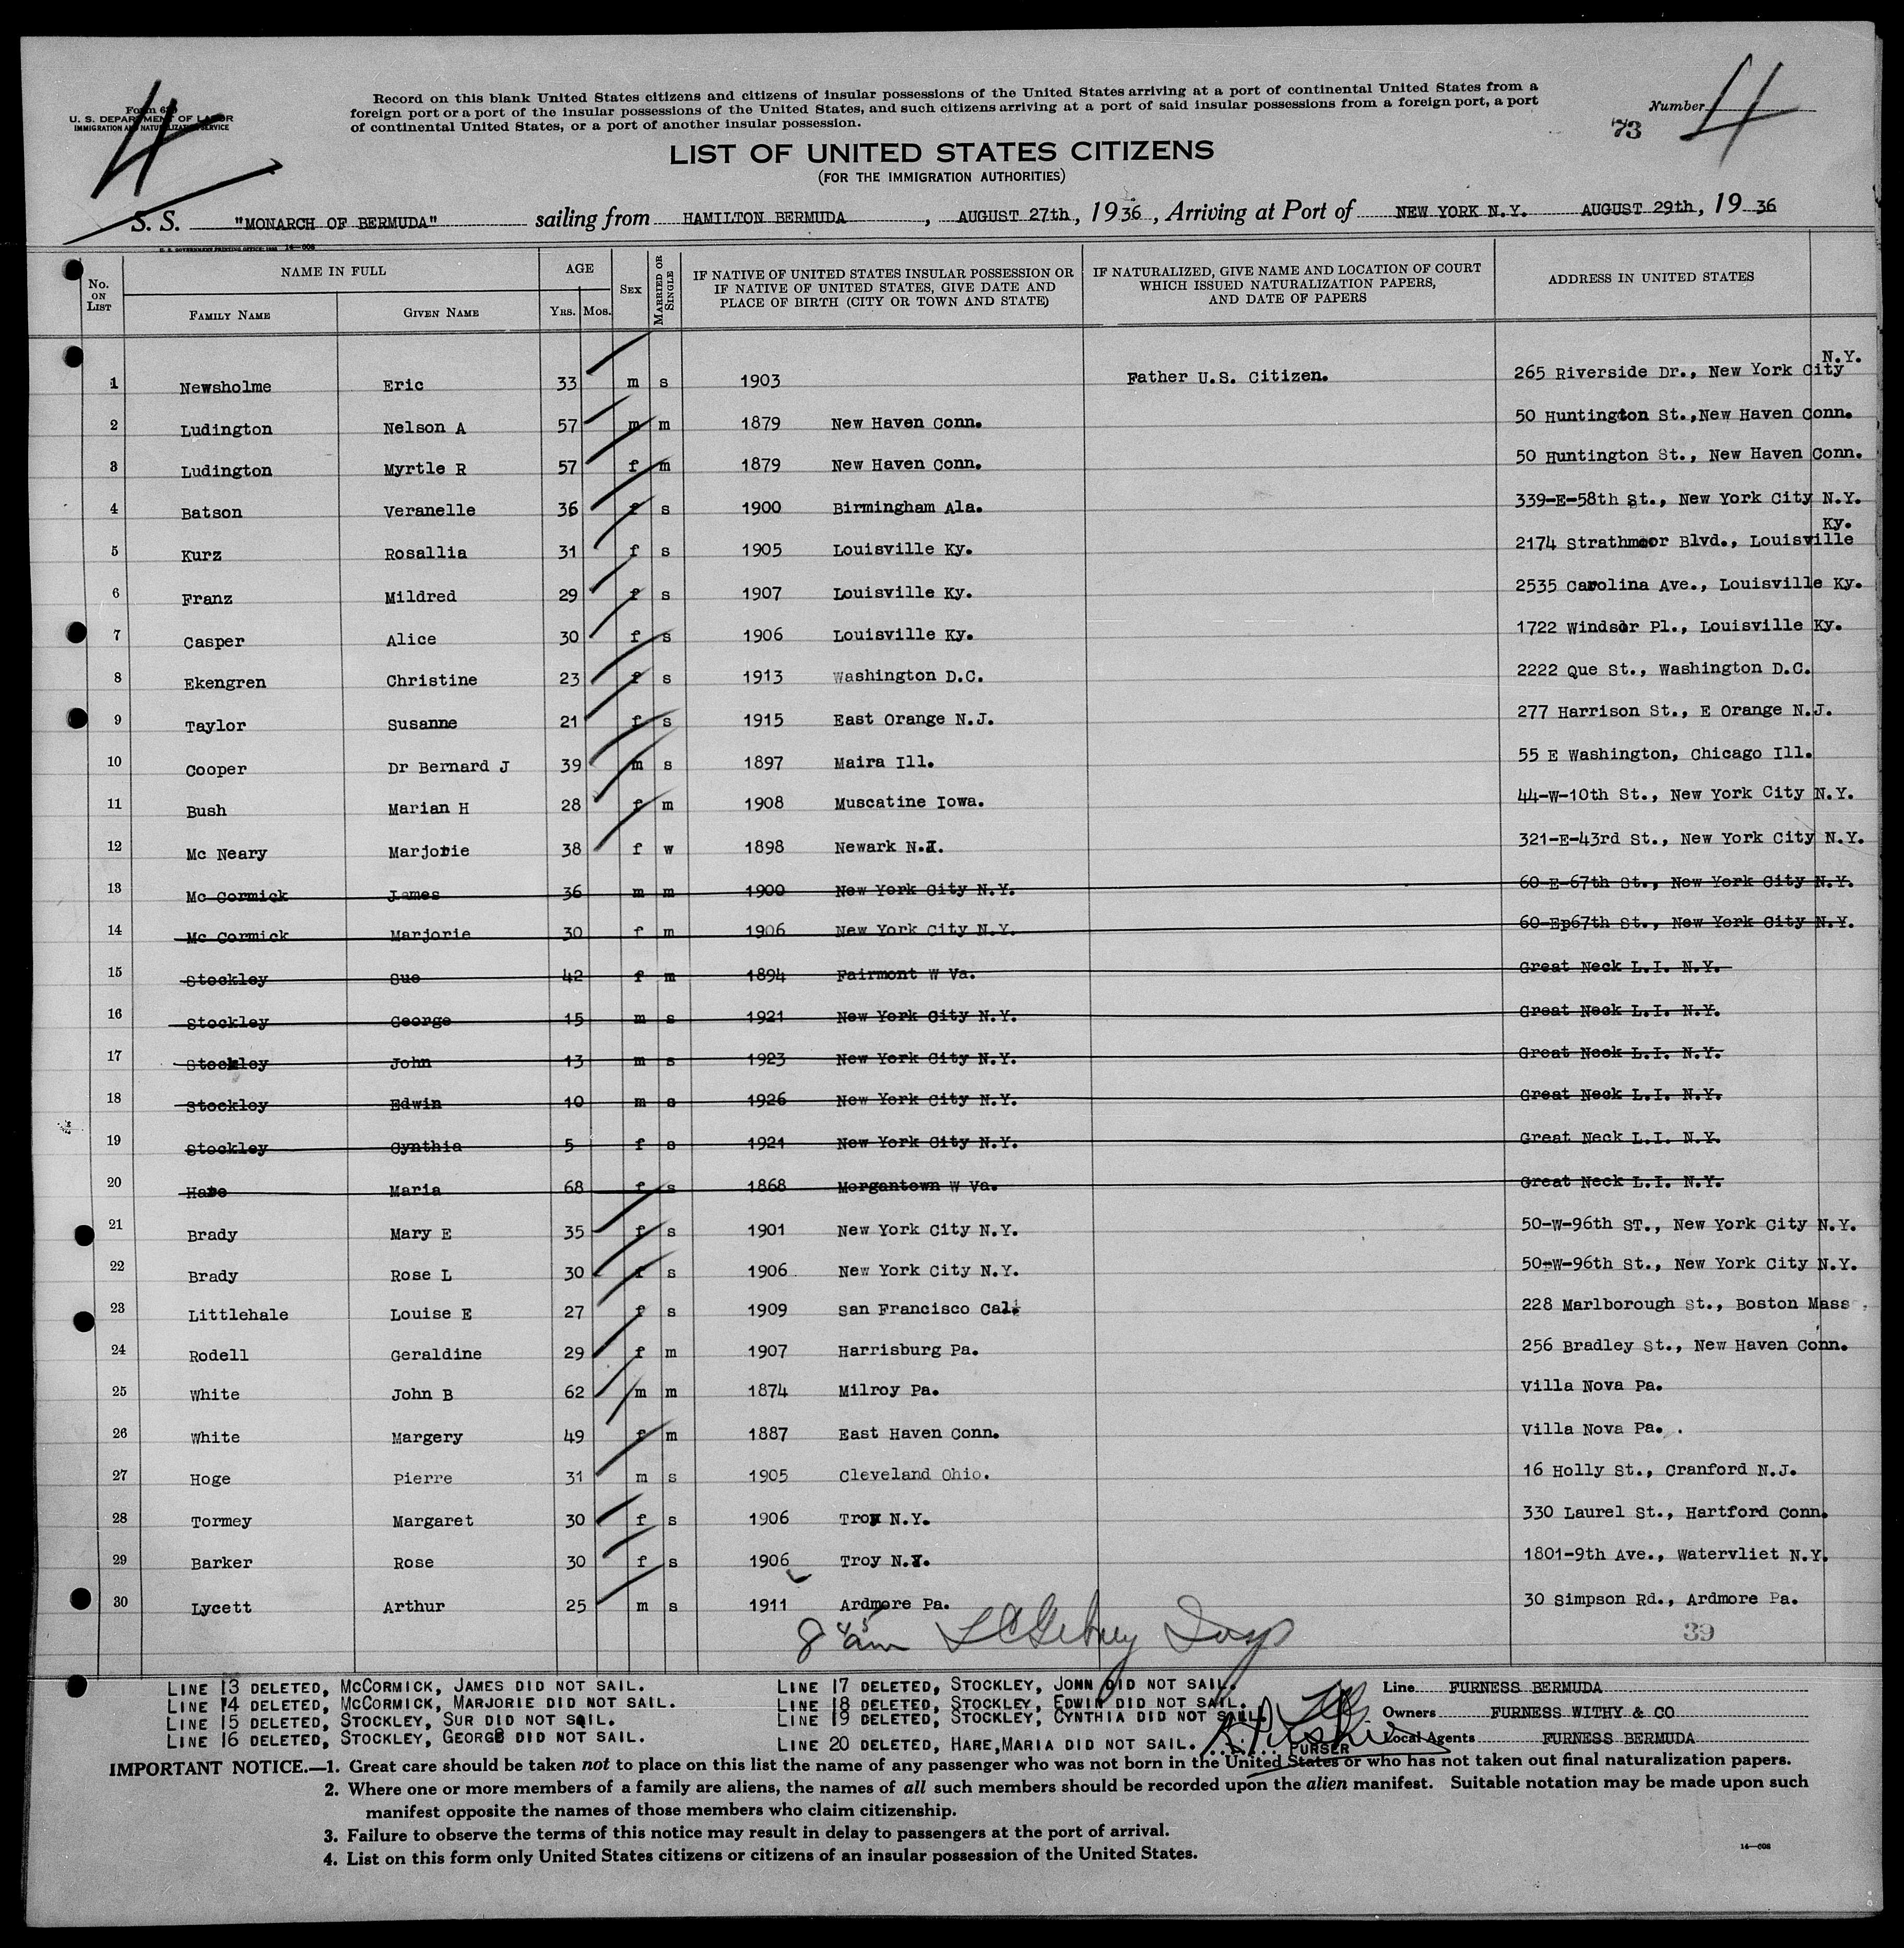 4
Form 630
U. S. DEPARTMENT OF LABOR
IMMIGRATION AND NATURALIZATION SERVICE
Record on this blank United States citizens and citizens of insular possessions of the United States arriving at a port of continental United States from a
foreign port or a port of the insular possessions of the United States, and such citizens arriving at a port of said insular possessions from a foreign port, a port
of continental United States, or a port of another insular possession.
Number 4
73
LIST OF UNITED STATES CITIZENS
(FOR THE IMMIGRATION AUTHORITIES)
S. S. "MONARCH OF BERMUDA" sailing from HAMILTON BERMUDA , AUGUST 27th, 1936, Arriving at Port of NEW YORK N.Y. AUGUST 29th, 1936
No. ON LIST NAME IN FULL FAMILY NAME GIVEN NAME AGE YRS. MOS. SEX MARRIED OR SINGLE IF NATIVE OF UNITED STATES INSULAR POSSESSION OR IF NATIVE OF UNITED STATES, GIVE DATE AND PLACE OF BIRTH (CITY OR TOWN AND STATE) IF NATURALIZED, GIVE NAME AND LOCATION OF COURT WHICH ISSUED NATURALIZATION PAPERS, AND DATE OF PAPERS ADDRESS IN UNITED STATES
1 Newsholme Eric 33 m s 1903 Father U.S. Citizen. 265 Riverside Dr., New York City N.Y.
2 Ludington Nelson A 57 m m 1879 New Haven Conn. 50 Huntington St.,New Haven Conn.
3 Ludington Myrtle R 57 f m 1879 New Haven Conn. 50 Huntington St., New Haven Conn.
4 Batson Veranelle 36 f s 1900 Birmingham Ala. 339-E-58th St., New York City N.Y.
5 Kurz Rosallia 31 f s 1905 Louisville Ky. 2174 Strathmoor Blvd., Louisville Ky.
6 Franz Mildred 29 f s 1907 Louisville Ky. 2535 Carolina Ave., Louisville Ky.
7 Casper Alice 30 f s 1906 Louisville Ky. 1722 Windsor Pl., Louisville Ky.
8 Ekengren Christine 23 f s 1913 Washington D.C. 2222 Que St., Washington D.C.
9 Taylor Susanne 21 f s 1915 East Orange N.J. 277 Harrison St., E Orange N.J.
10 Cooper Dr Bernard J 39 m s 1897 Maira Ill. 55 E Washington, Chicago Ill.
11 Bush Marian H 28 f m 1908 Muscatine Iowa. 44-W-10th St., New York City N.Y.
12 Mc Neary Marjorie 38 f w 1898 Newark N.J. 321-E-43rd St., New York City N.Y.
13 Mc Cormick James 36 m m 1900 New York City N.Y. 60-E-67th St., New York City N.Y.
14 Mc Cormick Marjorie 30 f m 1906 New York City N.Y. 60-Ep67th St., New York City N.Y.
15 Stockley Sue 42 f m 1894 Fairmont W Va. Great Neck L.I. N.Y.
16 Stockley George 15 m s 1921 New York City N.Y. Great Neck L.I. N.Y.
17 Stockley John 13 m s 1923 New York City N.Y. Great Neck L.I. N.Y.
18 Stockley Edwin 10 m s 1926 New York City N.Y. Great Neck L.I. N.Y.
19 Stockley Cynthia 5 f s 1921 New York City N.Y. Great Neck L.I. N.Y.
20 Hare Maria 68 f s 1868 Morgantown W Va. Great Neck L.I. N.Y.
21 Brady Mary E 35 f s 1901 New York City N.Y. 50-W-96th ST., New York City N.Y.
22 Brady Rose L 30 f s 1906 New York City N.Y. 50-W-96th St., New York City N.Y.
23 Littlehale Louise E 27 f s 1909 San Francisco Cal. 228 Marlborough St., Boston Mass.
24 Rodell Geraldine 29 f m 1907 Harrisburg Pa. 256 Bradley St., New Haven Conn.
25 White John B 62 m m 1874 Milroy Pa. Villa Nova Pa.
26 White Margery 49 f m 1887 East Haven Conn. Villa Nova Pa.
27 Hoge Pierre 31 m s 1905 Cleveland Ohio. 16 Holly St., Cranford N.J.
28 Tormey Margaret 30 f s 1906 Troy N.Y. 330 Laurel St., Hartford Conn.
29 Barker Rose 30 f s 1906 Troy N.Y. 1801-9th Ave., Watervliet N.Y.
30 Lycett Arthur 25 m s 1911 Ardmore Pa. 30 Simpson Rd., Ardmore Pa.
39
LINE 13 DELETED, MCCORMICK, JAMES DID NOT SAIL.
LINE 14 DELETED, MCCORMICK, MARJORIE DID NOT SAIL.
LINE 15 DELETED, STOCKLEY, SUR DID NOT SAIL.
LINE 16 DELETED, STOCKLEY, GEORGE DID NOT SAIL.
LINE 17 DELETED, STOCKLEY, JOHN DID NOT SAIL.
LINE 18 DELETED, STOCKLEY, EDWIN DID NOT SAIL.
LINE 19 DELETED, STOCKLEY, CYNTHIA DID NOT SAIL.
LINE 20 DELETED, HARE,MARIA DID NOT SAIL.
PURSER
Line FURNESS BERMUDA
Owners FURNESS WITHY & CO
Local Agents FURNESS BERMUDA
IMPORTANT NOTICE.—1. Great care should be taken not to place on this list the name of any passenger who was not born in the United States or who has not taken out final naturalization papers.
2. Where one or more members of a family are aliens, the names of all such members should be recorded upon the alien manifest. Suitable notation may be made upon such
manifest opposite the names of those members who claim citizenship.
3. Failure to observe the terms of this notice may result in delay to passengers at the port of arrival.
4. List on this form only United States citizens or citizens of an insular possession of the United States.
14—608